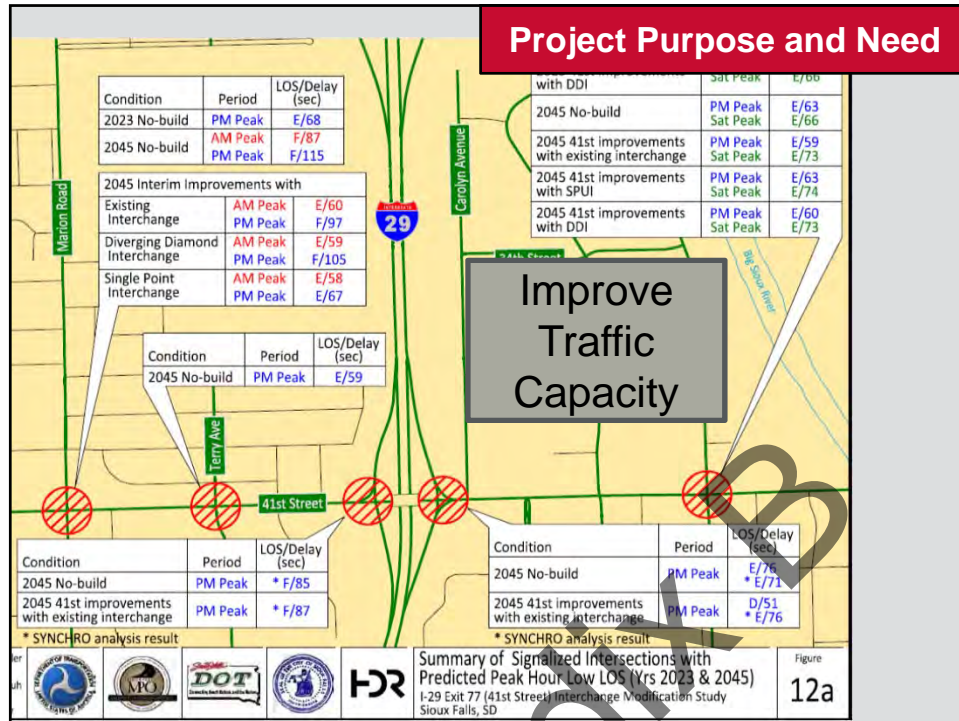 Project Purpose and Need
Condition Period LOS/Delay (sec)
2023 No-build PM Peak E/68
2045 No-build AM Peak F/87
PM Peak F/115
2045 Interim Improvements with
Existing Interchange AM Peak E/60
PM Peak F/97
Diverging Diamond Interchange AM Peak E/59
PM Peak F/105
Single Point Interchange AM Peak E/58
PM Peak E/67
with DDI Sat Peak E/66
2045 No-build PM Peak E/63
Sat Peak E/66
2045 41st improvements PM Peak E/59
with existing interchange Sat Peak E/73
2045 41st improvements PM Peak E/63
with SPUI Sat Peak E/74
2045 41st improvements PM Peak E/60
with DDI Sat Peak E/73
Marion Road
INTERSTATE
29
Carolyn Avenue
34th Street
Big Sioux River
Improve
Traffic
Capacity
Condition Period LOS/Delay (sec)
2045 No-build PM Peak E/59
Terry Ave
41st Street
Condition Period LOS/Delay (sec)
2045 No-build PM Peak * F/85
2045 41st improvements
with existing interchange PM Peak * F/87
* SYNCHRO analysis result
Condition Period LOS/Delay (sec)
2045 No-build PM Peak E/76
* E/71
2045 41st improvements PM Peak D/51
with existing interchange * E/76
* SYNCHRO analysis result
MPO
DOT
HDR
Summary of Signalized Intersections with
Predicted Peak Hour Low LOS (Yrs 2023 & 2045)
I-29 Exit 77 (41st Street) Interchange Modification Study
Sioux Falls, SD
Figure
12a